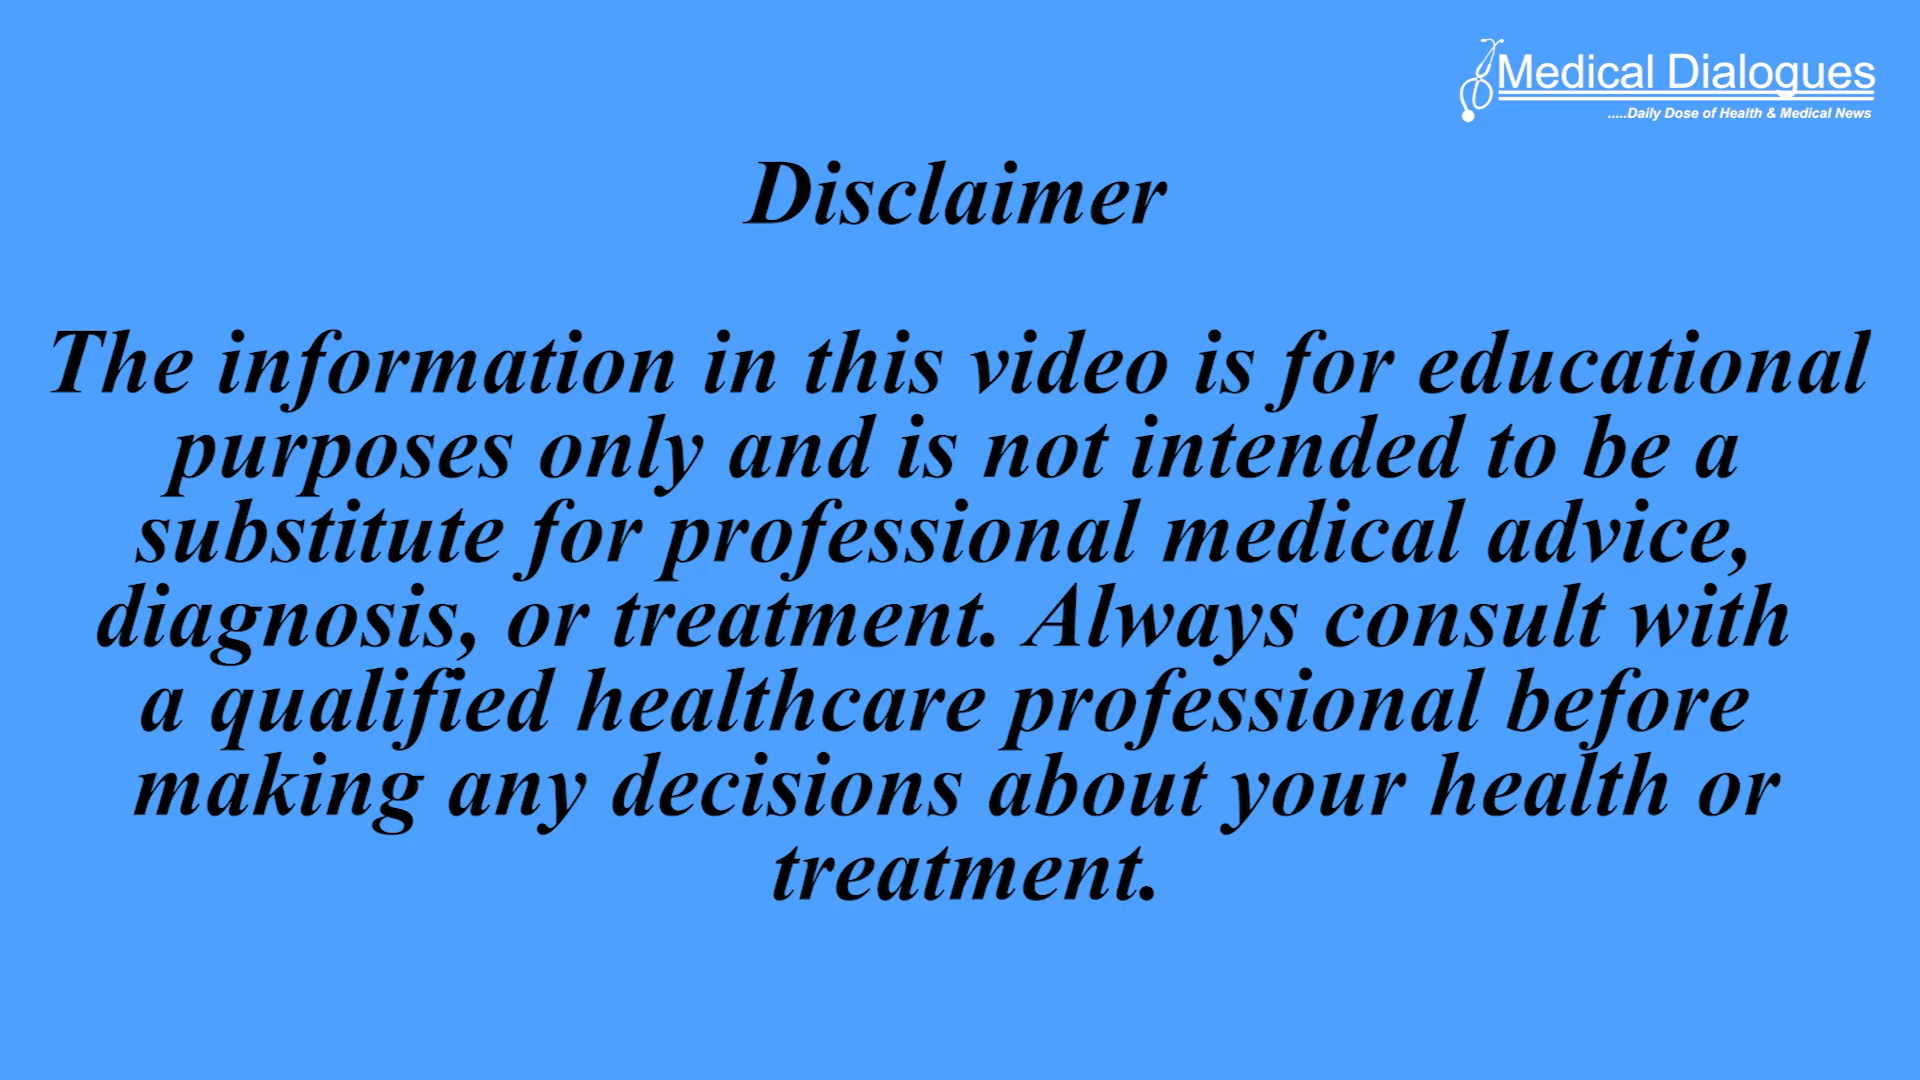 Medical Dialogues
.....Daily Dose of Health & Medical News
Disclaimer
The information in this video is for educational
purposes only and is not intended to be a
substitute for professional medical advice,
diagnosis, or treatment. Always consult with
a qualified healthcare professional before
making any decisions about your health or
treatment.